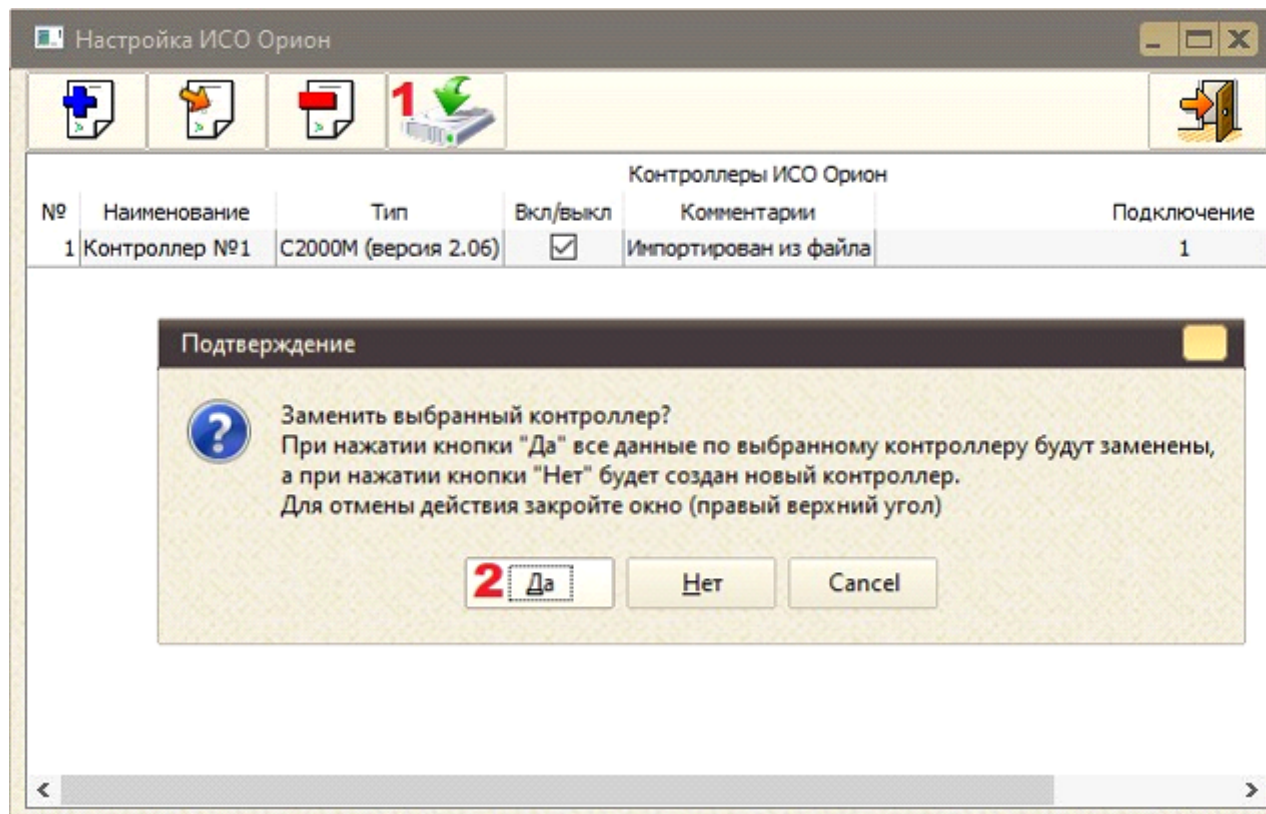 Настройка ИСО Орион
1
Контроллеры ИСО Орион
№ Наименование Тип Вкл/выкл Комментарии Подключение
1 Контроллер №1 С2000М (версия 2.06) Импортирован из файла 1
Подтверждение
Заменить выбранный контроллер?
При нажатии кнопки "Да" все данные по выбранному контроллеру будут заменены,
а при нажатии кнопки "Нет" будет создан новый контроллер.
Для отмены действия закройте окно (правый верхний угол)
2 Да Нет Cancel